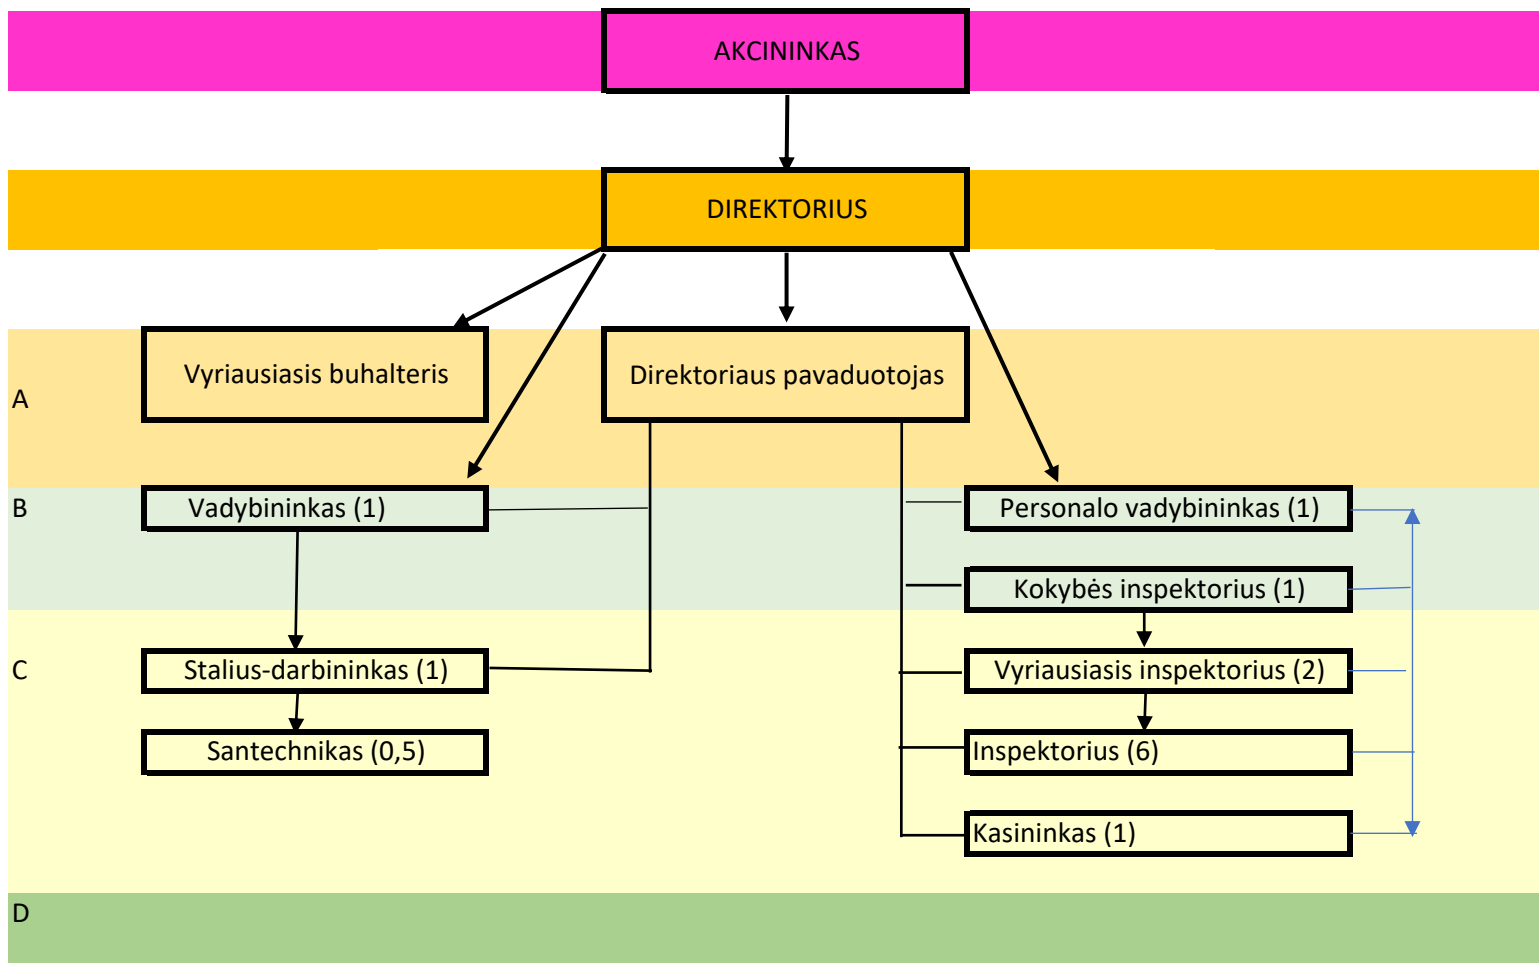 AKCININKAS
DIREKTORIUS
A
Vyriausiasis buhalteris
Direktoriaus pavaduotojas
B
Vadybininkas (1)
Personalo vadybininkas (1)
Kokybės inspektorius (1)
C
Stalius-darbininkas (1)
Vyriausiasis inspektorius (2)
Santechnikas (0,5)
Inspektorius (6)
Kasininkas (1)
D